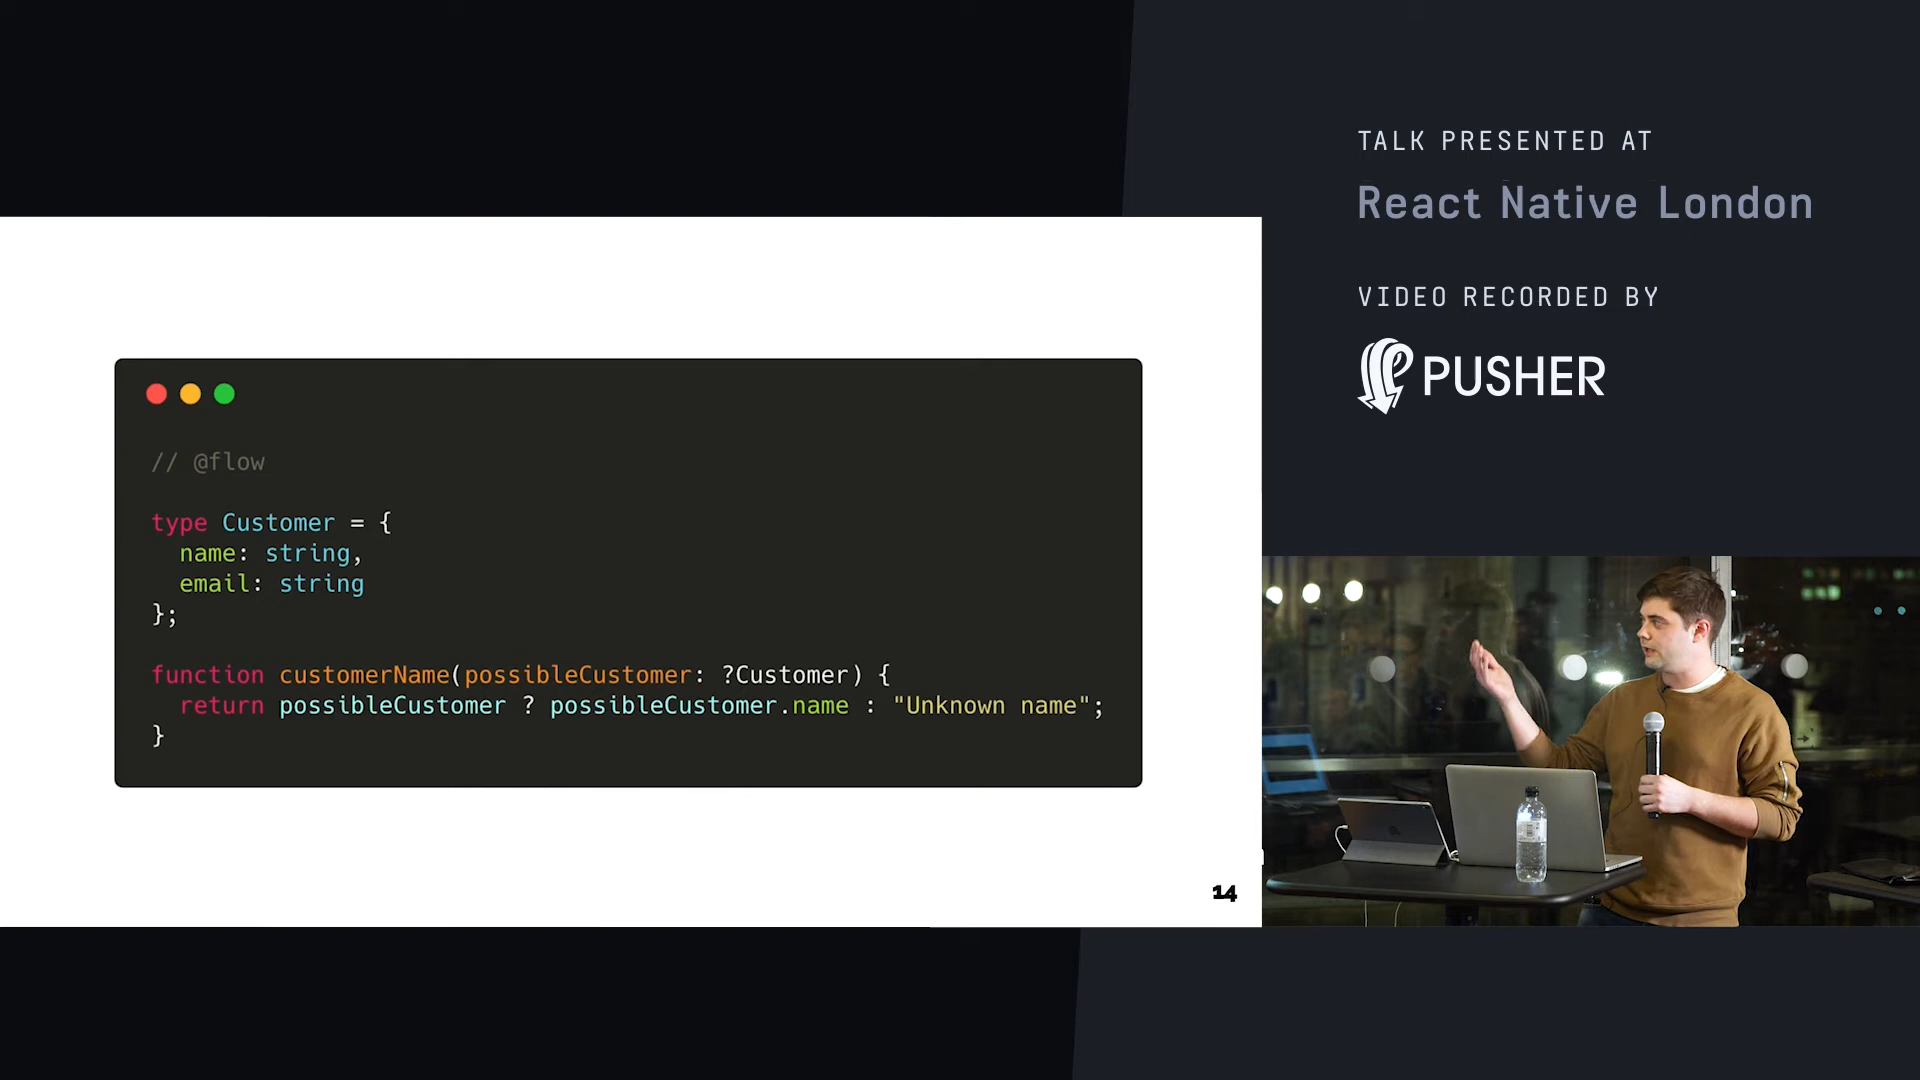 TALK PRESENTED AT
React Native London
VIDEO RECORDED BY
PUSHER
// @flow
type Customer = {
  name: string,
  email: string
};
function customerName(possibleCustomer: ?Customer) {
  return possibleCustomer ? possibleCustomer.name : "Unknown name";
}
14